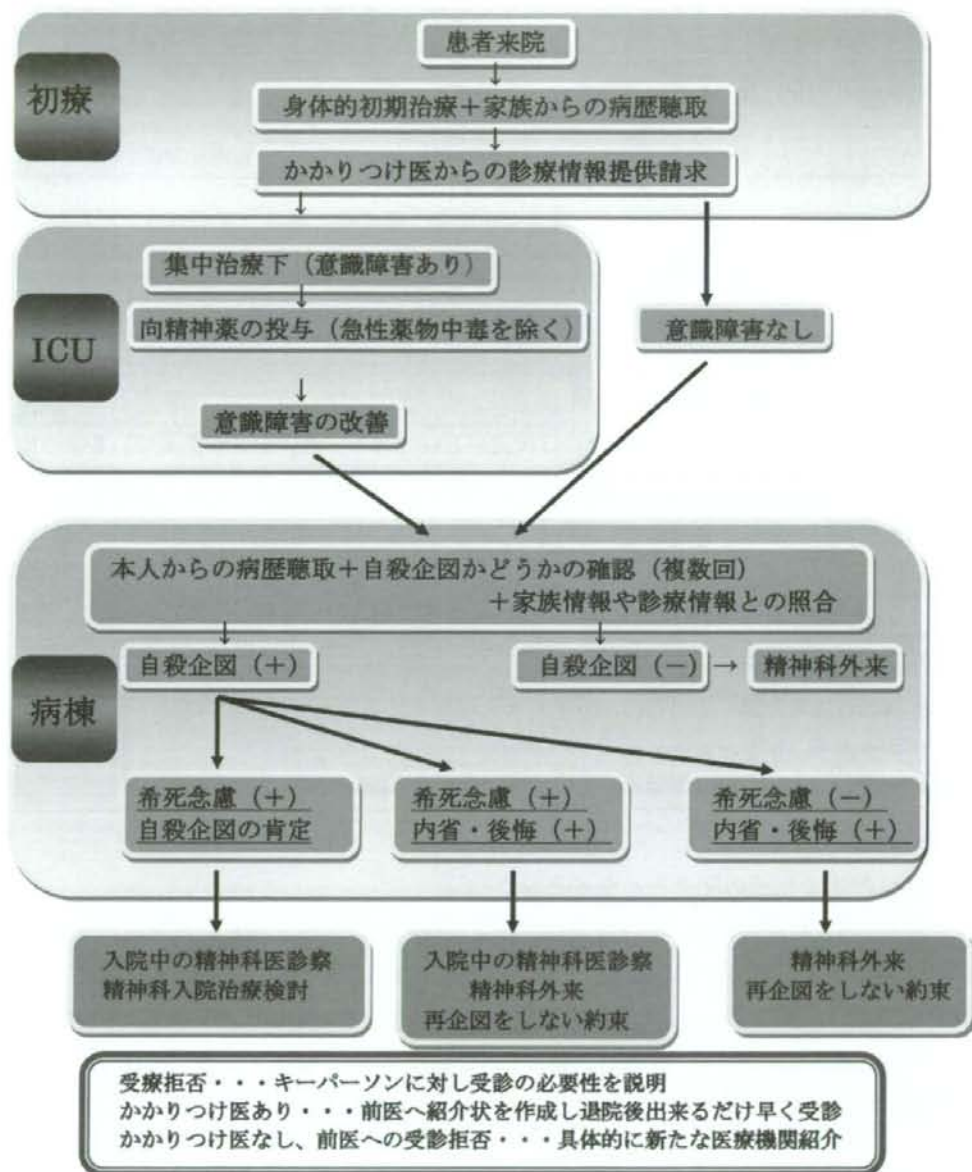 初療
患者来院
↓
身体的初期治療+家族からの病歴聴取
↓
かかりつけ医からの診療情報提供請求
↓
ICU
集中治療下(意識障害あり)
↓
向精神薬の投与(急性薬物中毒を除く)
↓
意識障害の改善
意識障害なし
病棟
本人からの病歴聴取+自殺企図かどうかの確認(複数回)
+家族情報や診療情報との照合
↓ ↓
自殺企図(+)
自殺企図(-) → 精神科外来
希死念慮(+)
自殺企図の肯定
希死念慮(+)
内省・後悔(+)
希死念慮(-)
内省・後悔(+)
入院中の精神科医診察
精神科入院治療検討
入院中の精神科医診察
精神科外来
再企図をしない約束
精神科外来
再企図をしない約束
受療拒否・・・キーパーソンに対し受診の必要性を説明
かかりつけ医あり・・・前医へ紹介状を作成し退院後出来るだけ早く受診
かかりつけ医なし、前医への受診拒否・・・具体的に新たな医療機関紹介